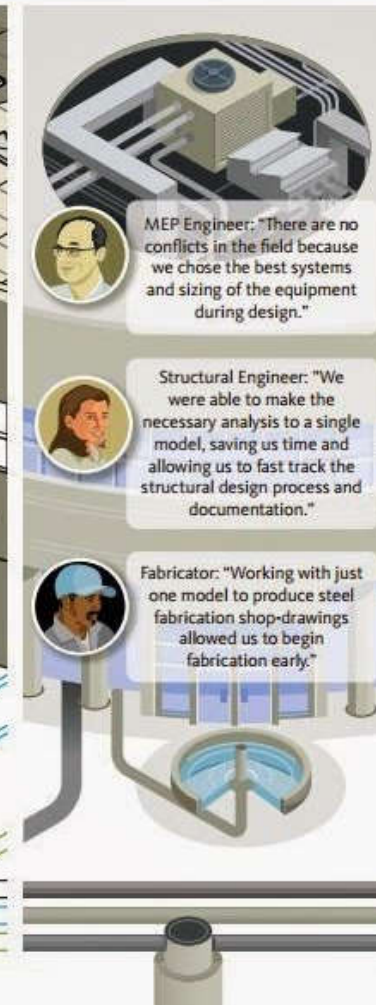 MEP Engineer: "There are no
conflicts in the field because
we chose the best systems
and sizing of the equipment
during design."
Structural Engineer: "We
were able to make the
necessary analysis to a single
model, saving us time and
allowing us to fast track the
structural design process and
documentation."
Fabricator: "Working with just
one model to produce steel
fabrication shop-drawings
allowed us to begin
fabrication early."